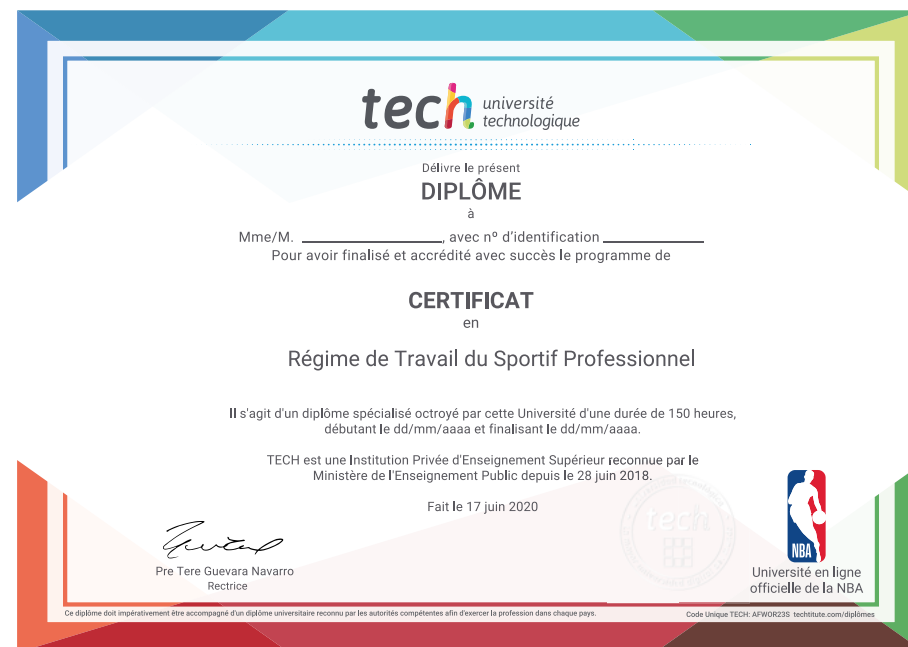 tech université
technologique
Délivre le présent
DIPLÔME
à
Mme/M. ____________, avec nº d'identification ____________
Pour avoir finalisé et accrédité avec succès le programme de
CERTIFICAT
en
Régime de Travail du Sportif Professionnel
Il s'agit d'un diplôme spécialisé octroyé par cette Université d'une durée de 150 heures,
débutant le dd/mm/aaaa et finalisant le dd/mm/aaaa.
TECH est une Institution Privée d'Enseignement Supérieur reconnue par le
Ministère de l'Enseignement Public depuis le 28 juin 2018.
Fait le 17 juin 2020
tech
NBA
Pre Tere Guevara Navarro
Rectrice
Université en ligne
officielle de la NBA
Ce diplôme doit impérativement être accompagné d'un diplôme universitaire reconnu par les autorités compétentes afin d'exercer la profession dans chaque pays.
Code Unique TECH: AFWOR23S techtitute.com/diplômes